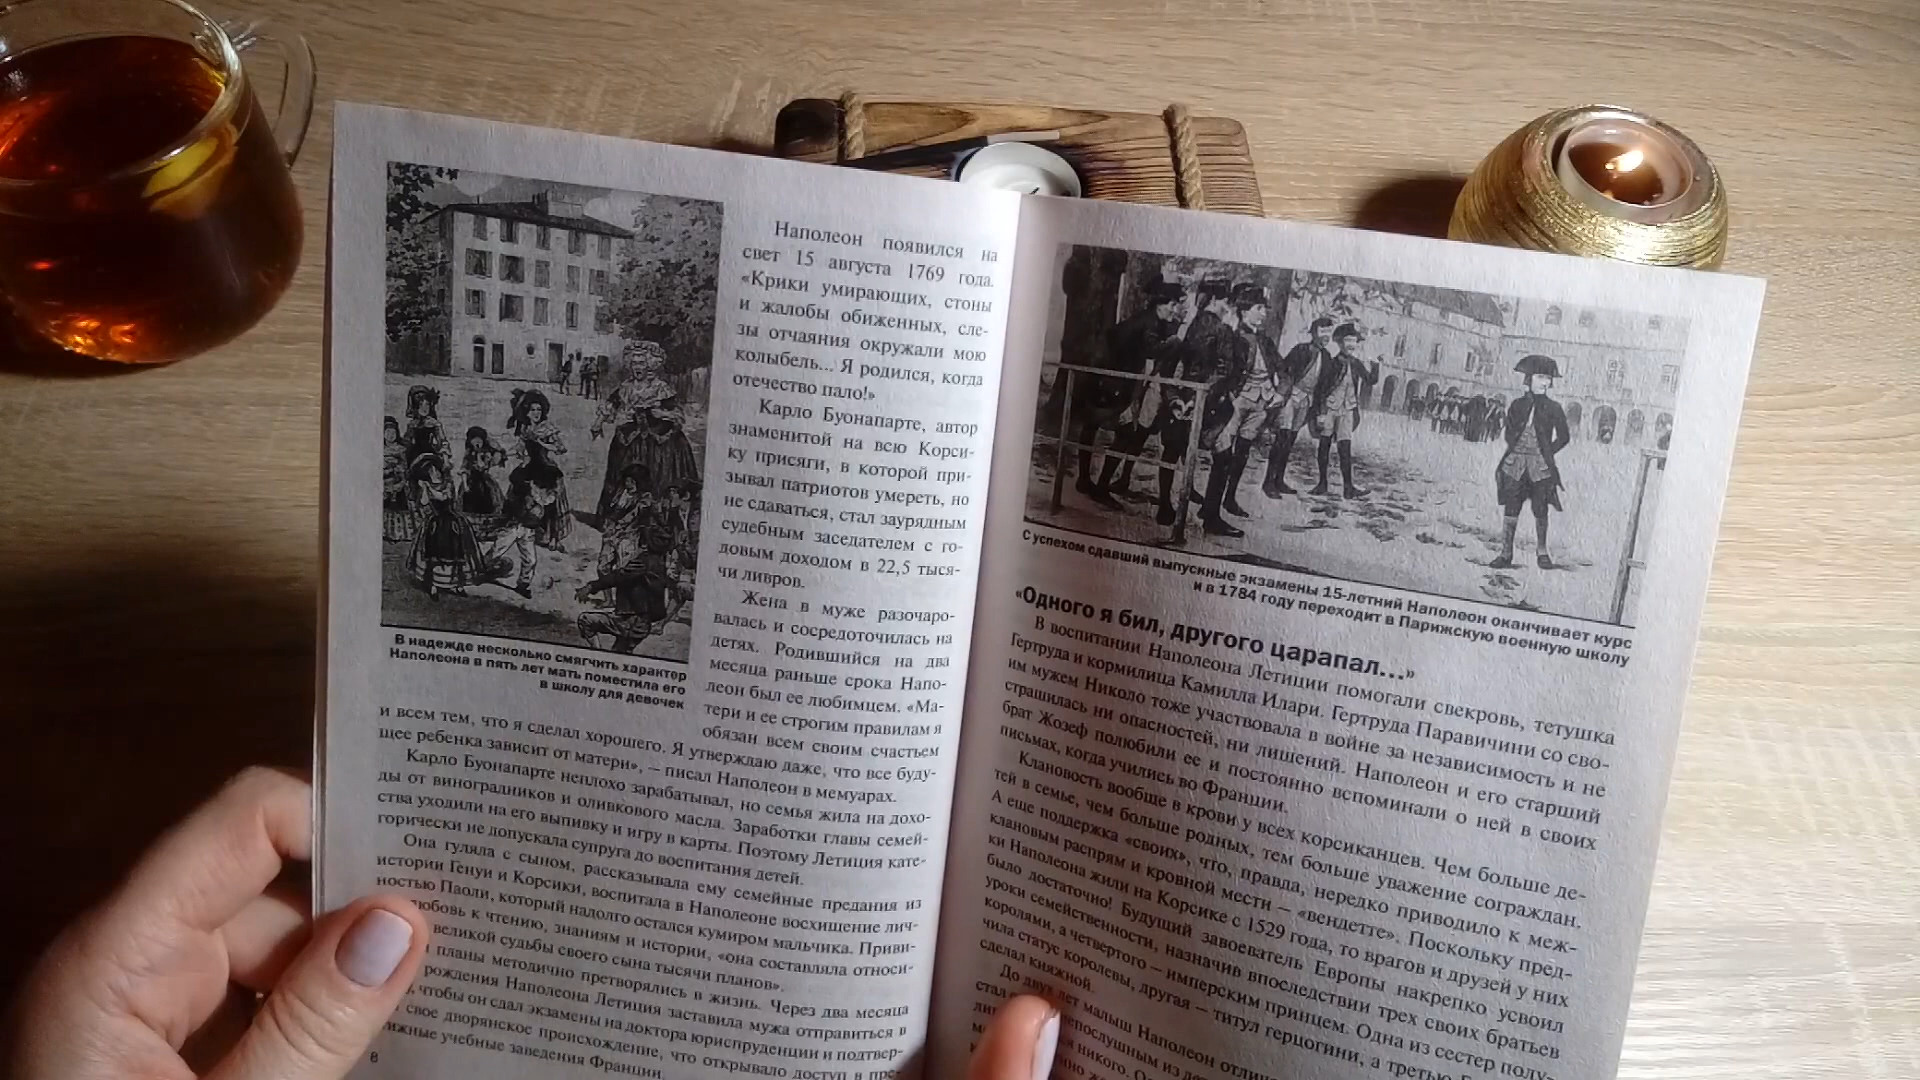 Наполеон появился на
свет 15 августа 1769 года.
«Крики умирающих, стоны
и жалобы обиженных, сле-
зы отчаяния окружали мою
колыбель... Я родился, когда
отечество пало!»
Карло Буонапарте, автор
знаменитой на всю Корси-
ку присяги, в которой при-
зывал патриотов умереть, но
не сдаваться, стал заурядным
судебным заседателем с го-
довым доходом в 22,5 тыся-
чи ливров.
Жена в муже разочаро-
валась и сосредоточилась на
детях. Родившийся на два
месяца раньше срока Напо-
леон был ее любимцем. «Ма-
тери и ее строгим правилам я
обязан всем своим счастьем
В надежде несколько смягчить характер
Наполеона в пять лет мать поместила его
в школу для девочек
и всем тем, что я сделал хорошего. Я утверждаю даже, что все буду-
щее ребенка зависит от матери», – писал Наполеон в мемуарах.
Карло Буонапарте неплохо зарабатывал, но семья жила на дохо-
ды от виноградников и оливкового масла. Заработки главы семей-
ства уходили на его выпивку и игру в карты. Поэтому Летиция кате-
горически не допускала супруга до воспитания детей.
Она гуляла с сыном, рассказывала ему семейные предания из
истории Генуи и Корсики, воспитала в Наполеоне восхищение лич-
ностью Паоли, который надолго остался кумиром мальчика. Приви-
любовь к чтению, знаниям и истории, «она составляла относи-
великой судьбы своего сына тысячи планов».
планы методично претворялись в жизнь. Через два месяца
рождения Наполеона Летиция заставила мужа отправиться в
чтобы он сдал экзамены на доктора юриспруденции и подтвер-
свое дворянское происхождение, что открывало доступ в пре-
учебные заведения Франции.
8
С успехом сдавший выпускные экзамены 15-летний Наполеон оканчивает курс
и в 1784 году переходит в Парижскую военную школу
«Одного я бил, другого царапал...»
В воспитании Наполеона Летиции помогали свекровь, тетушка
Гертруда и кормилица Камилла Илари. Гертруда Паравичини со сво-
им мужем Николо тоже участвовала в войне за независимость и не
страшилась ни опасностей, ни лишений. Наполеон и его старший
брат Жозеф полюбили ее и постоянно вспоминали о ней в своих
письмах, когда учились во Франции.
Клановость вообще в крови у всех корсиканцев. Чем больше де-
тей в семье, чем больше родных, тем больше уважение сограждан.
А еще поддержка «своих», что, правда, нередко приводило к меж-
клановым распрям и кровной мести – «вендетте». Поскольку пред-
ки Наполеона жили на Корсике с 1529 года, то врагов и друзей у них
было достаточно! Будущий завоеватель Европы накрепко усвоил
уроки семейственности, назначив впоследствии трех своих братьев
королями, а четвертого – имперским принцем. Одна из сестер полу-
чила статус королевы, другая – титул герцогини, а третью
сделал княжной.
До двух лет малыш Наполеон
непослушным из
никого.